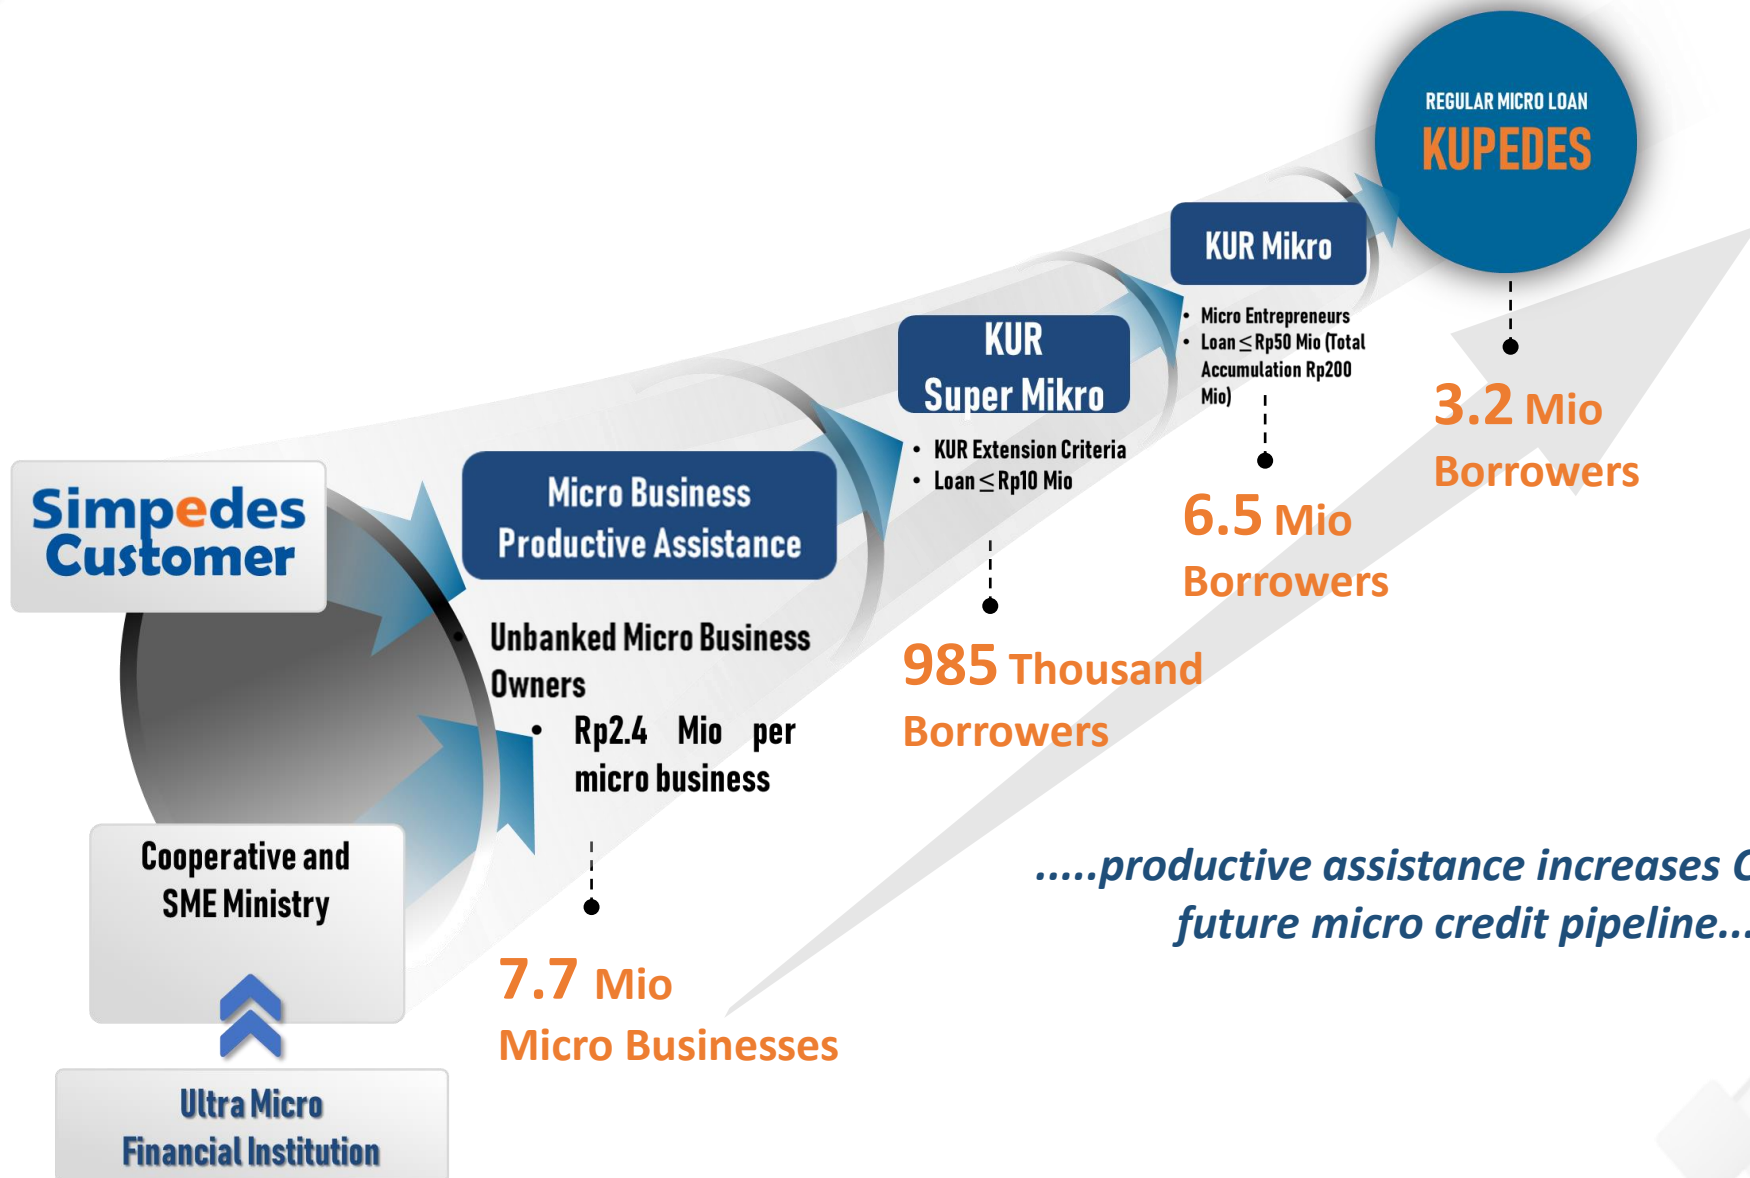 REGULAR MICRO LOAN
KUPEDES
KUR Mikro
• Micro Entrepreneurs
• Loan ≤ Rp50 Mio (Total
Accumulation Rp200
Mio)
3.2 Mio
Borrowers
KUR
Super Mikro
• KUR Extension Criteria
• Loan ≤ Rp10 Mio
6.5 Mio
Borrowers
Simpedes
Customer
Micro Business
Productive Assistance
• Unbanked Micro Business
Owners
• Rp2.4 Mio per
micro business
985 Thousand
Borrowers
Cooperative and
SME Ministry
7.7 Mio
Micro Businesses
.....productive assistance increases
future micro credit pipeline...
Ultra Micro
Financial Institution